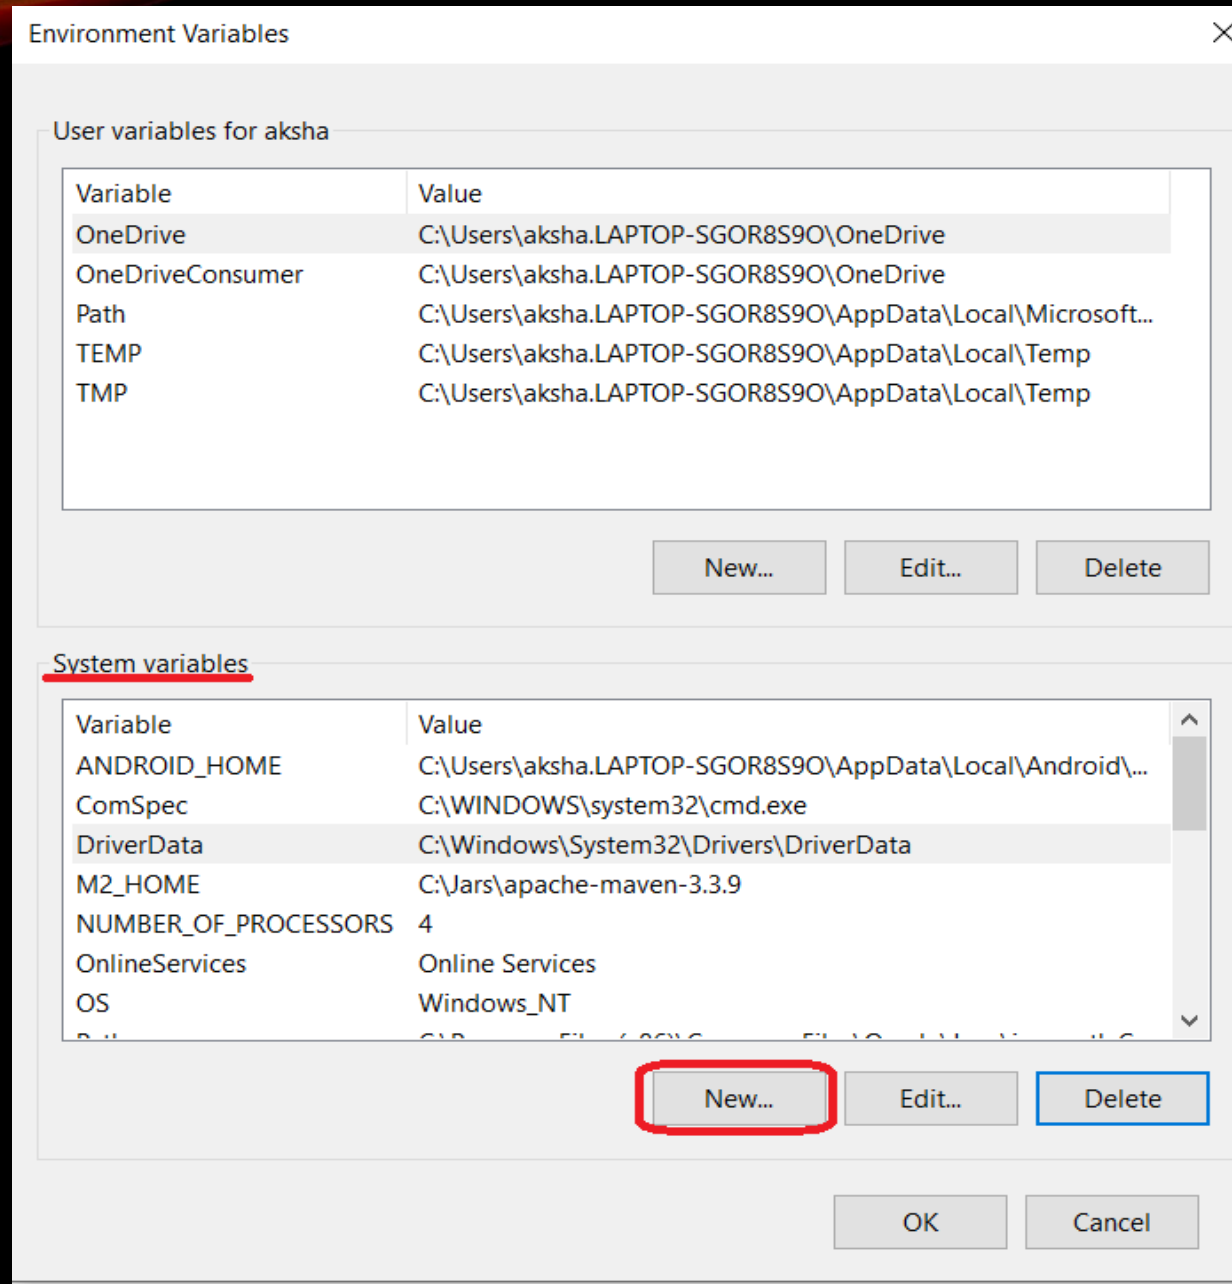 Environment Variables
User variables for aksha
Variable Value
OneDrive C:\Users\aksha.LAPTOP-SGOR8S9O\OneDrive
OneDriveConsumer C:\Users\aksha.LAPTOP-SGOR8S9O\OneDrive
Path C:\Users\aksha.LAPTOP-SGOR8S9O\AppData\Local\Microsoft...
TEMP C:\Users\aksha.LAPTOP-SGOR8S9O\AppData\Local\Temp
TMP C:\Users\aksha.LAPTOP-SGOR8S9O\AppData\Local\Temp
New... Edit... Delete
System variables
Variable Value
ANDROID_HOME C:\Users\aksha.LAPTOP-SGOR8S9O\AppData\Local\Android\...
ComSpec C:\WINDOWS\system32\cmd.exe
DriverData C:\Windows\System32\Drivers\DriverData
M2_HOME C:\Jars\apache-maven-3.3.9
NUMBER_OF_PROCESSORS 4
OnlineServices Online Services
OS Windows_NT
New... Edit... Delete
OK Cancel